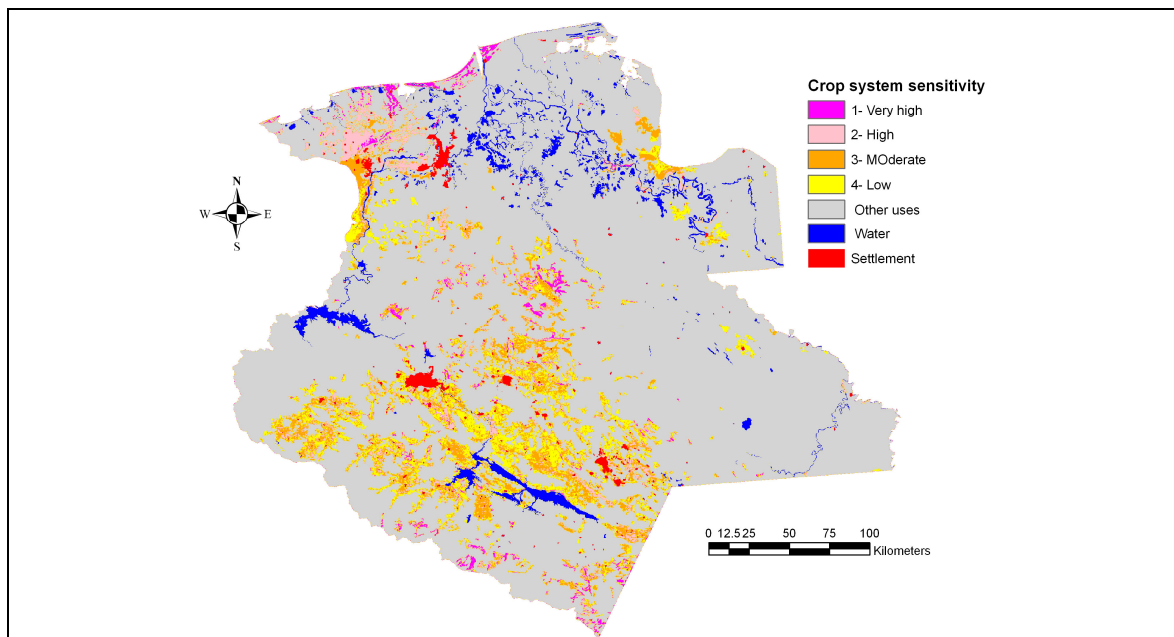 Crop system sensitivity
1- Very high
2- High
3- MOderate
4- Low
Other uses
Water
Settlement
N
W E
S
0 12.5 25 50 75 100
Kilometers